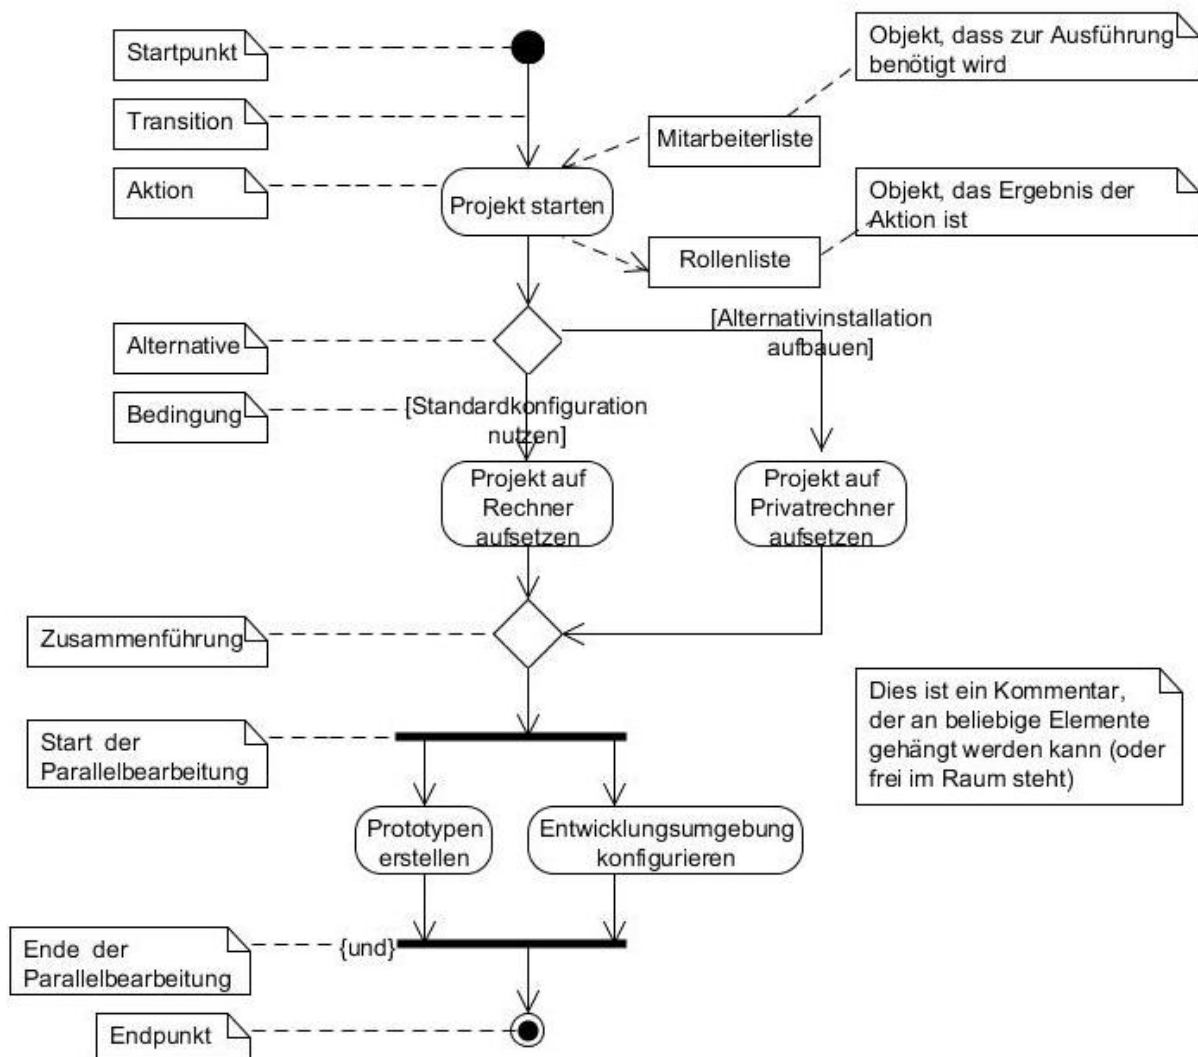 Startpunkt
Objekt, dass zur Ausführung
benötigt wird
Transition
Mitarbeiterliste
Aktion
Projekt starten
Objekt, das Ergebnis der
Aktion ist
Rollenliste
Alternative
[Alternativinstallation
aufbauen]
Bedingung
[Standardkonfiguration
nutzen]
Projekt auf
Rechner
aufsetzen
Projekt auf
Privatrechner
aufsetzen
Zusammenführung
Dies ist ein Kommentar,
der an beliebige Elemente
gehängt werden kann (oder
frei im Raum steht)
Start der
Parallelbearbeitung
Prototypen
erstellen
Entwicklungsumgebung
konfigurieren
Ende der
Parallelbearbeitung
{und}
Endpunkt